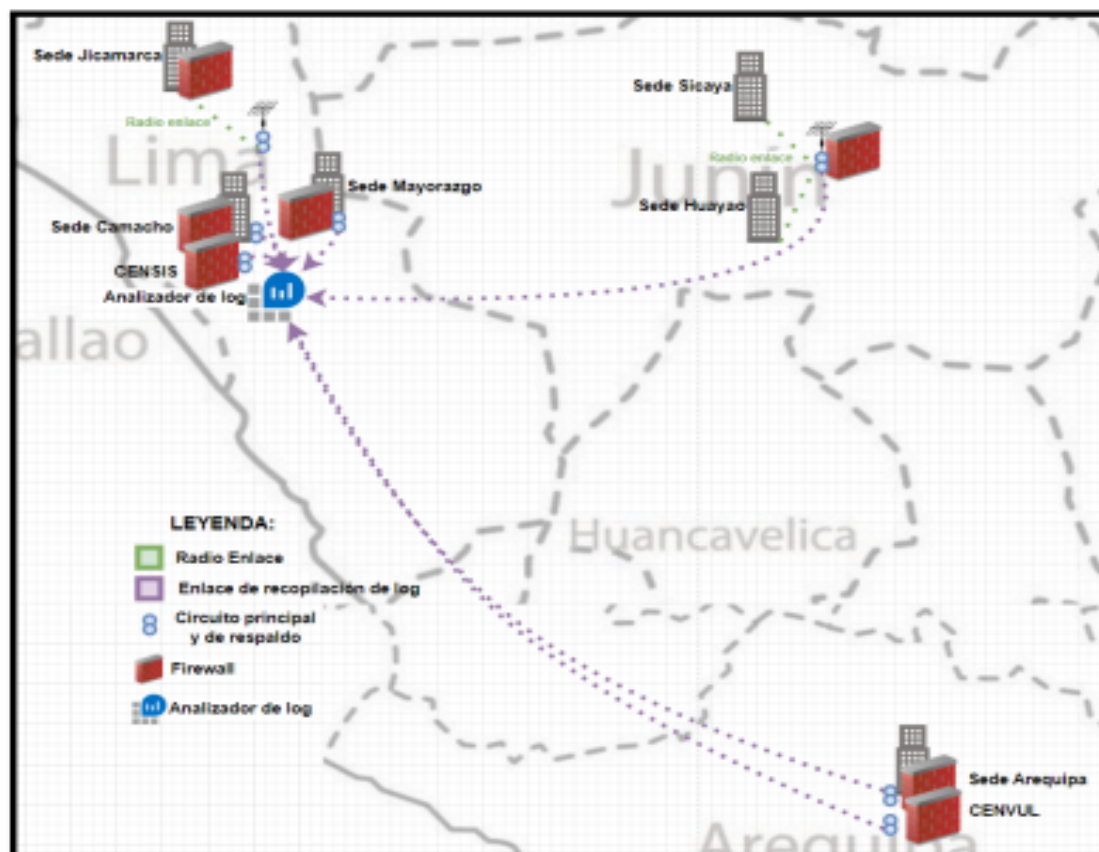 Sede Jicamarca
Radio enlace
Lima
Sede Sicaya
Radio enlace
Junín
Sede Mayorazgo
Sede Huayao
Sede Camacho
CENSIS
Analizador de log
allao
Huancavelica
LEYENDA:
Radio Enlace
Enlace de recopilación de log
Circuito principal
y de respaldo
Firewall
Analizador de log
Sede Arequipa
CENVUL
Arequipa